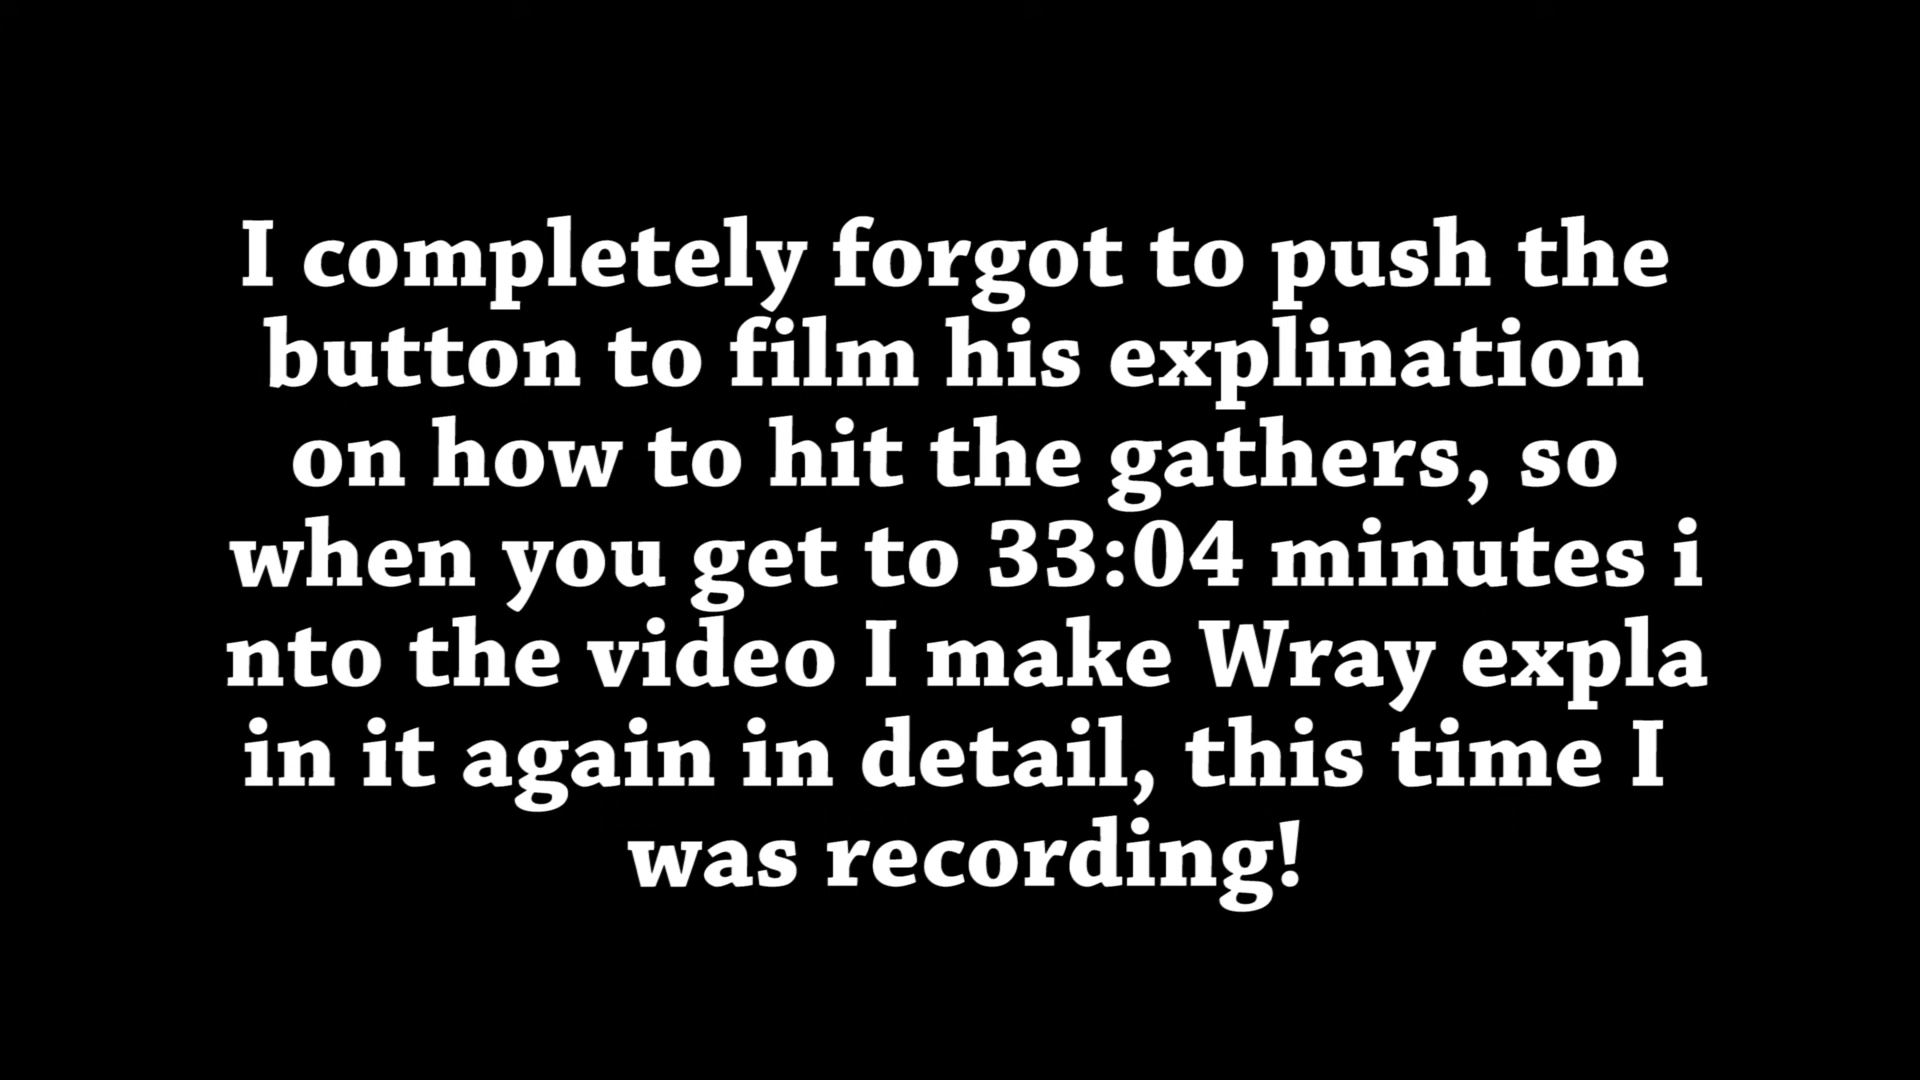 I completely forgot to push the
button to film his explination
on how to hit the gathers, so
when you get to 33:04 minutes i
nto the video I make Wray expla
in it again in detail, this time I
was recording!